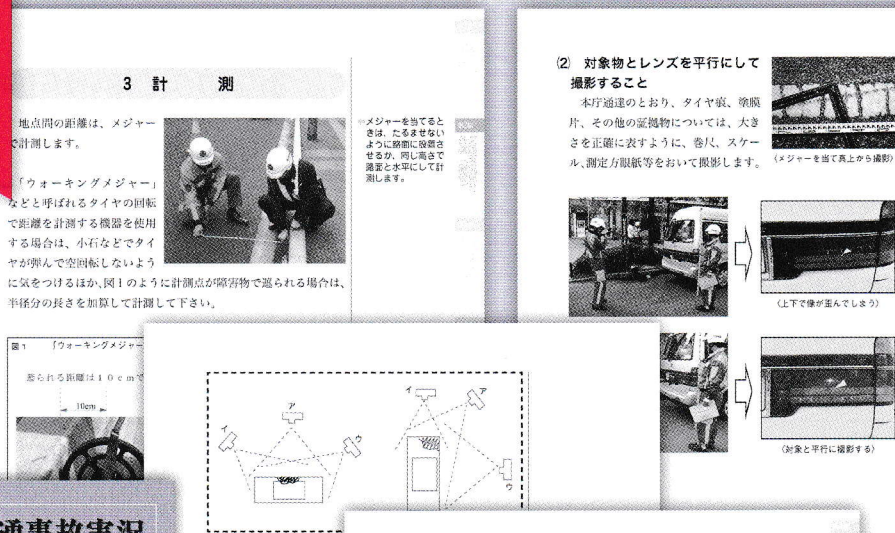 3 計 測
地点間の距離は、メジャー
で計測します。
「ウォーキングメジャー」
などと呼ばれるタイヤの回転
で距離を計測する機器を使用
する場合は、小石などでタイ
ヤが弾んで空回転しないよう
に気をつけるほか、図1のように計測点が障害物で遮られる場合は、
半径分の長さを加算して計測して下さい。
メジャーを当てると
きは、たるませない
ように路面に設置さ
せるか、同じ高さで
路面と水平にして計
測します。
図1 「ウォーキングメジャー
遮られる距離は10cmで
10cm
ア
イ
ウ
イ
ア
ウ
通事故実況
(2) 対象物とレンズを平行にして
撮影すること
本庁通達のとおり、タイヤ痕、塗膜
片、その他の証拠物については、大き
さを正確に表すように、巻尺、スケー
ル、測定方眼紙等をおいて撮影します。
(メジャーを当て真上から撮影)
(上下で像が歪んでしまう)
(対象と平行に撮影する)